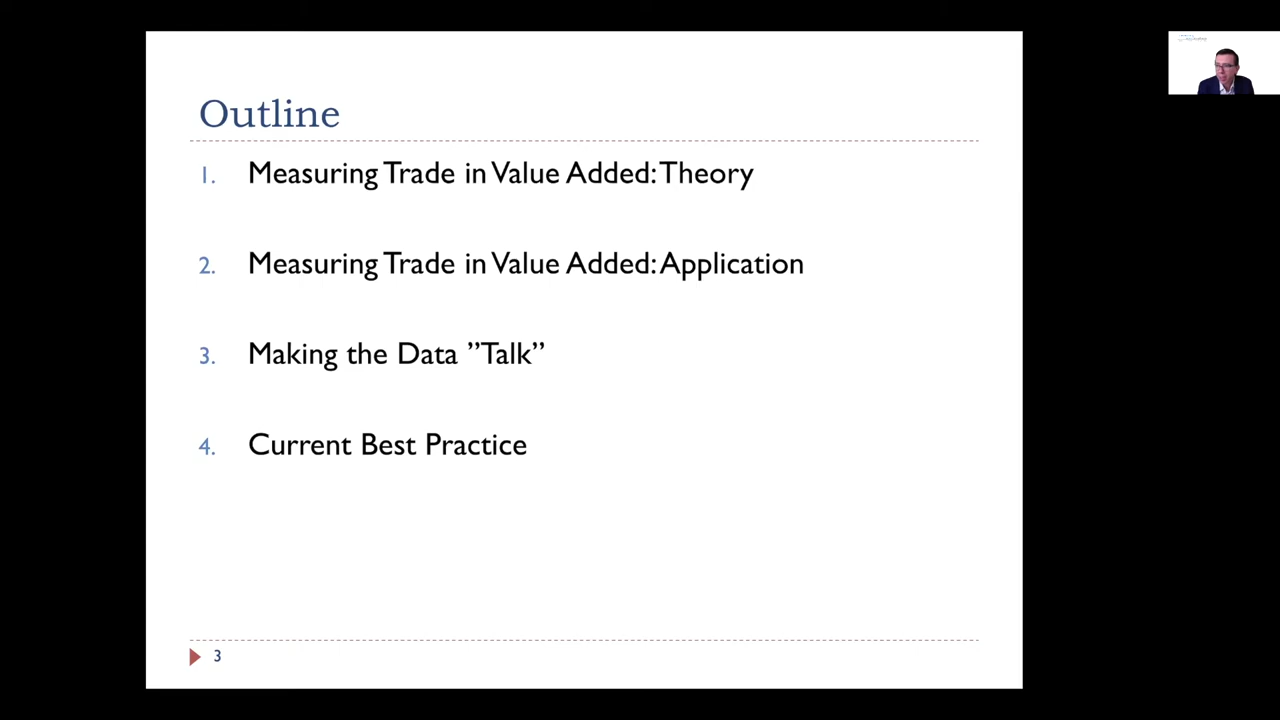 Outline
1. Measuring Trade in Value Added: Theory
2. Measuring Trade in Value Added: Application
3. Making the Data ”Talk”
4. Current Best Practice
3